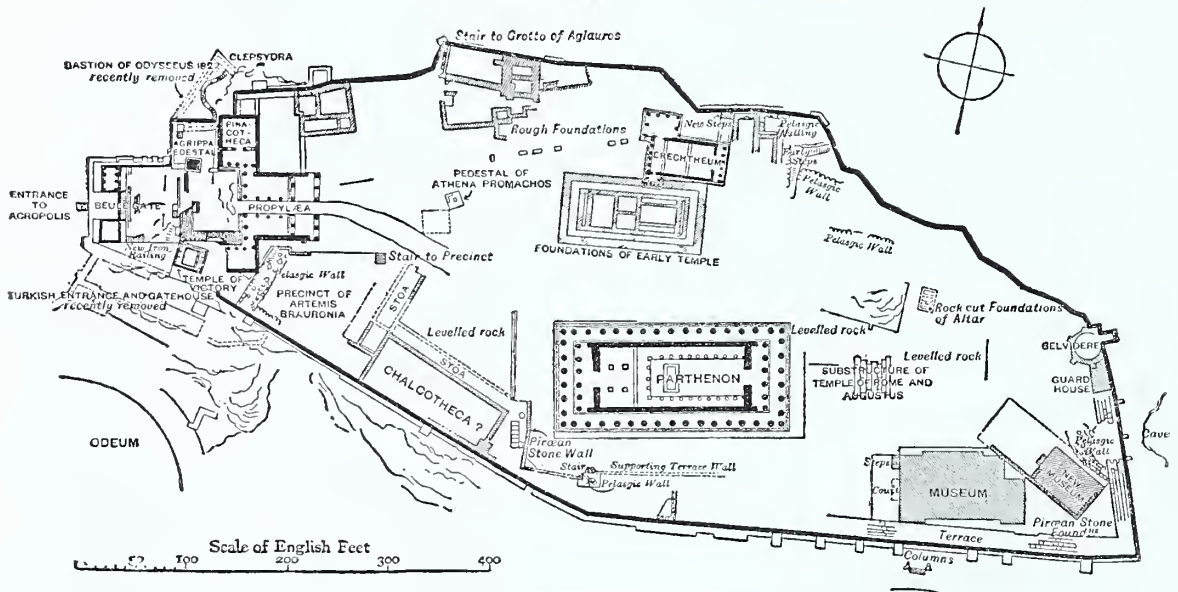 Stair to Grotto of Aglauros
CLEPSYDRA
BASTION OF ODYSSEUS 1822
recently removed
PINA
COT-
HECA
AGRIPPA
PEDESTAL
Rough Foundations
New Steps
Pelasgic
Walling
Early
Steps
Pelasgic
Wall
ERECHTHEUM
PEDESTAL OF
ATHENA PROMACHOS
ENTRANCE
TO
ACROPOLIS
BEULÉ GATE
PROPYLÆA
FOUNDATIONS OF EARLY TEMPLE
Pelasgic Wall
New Iron
Railing
TEMPLE OF
VICTORY
Pelasgic Wall
Stair to Precinct
TURKISH ENTRANCE AND GATEHOUSE
recently removed
PRECINCT OF
ARTEMIS
BRAURONIA
STOA
Levelled rock
STOA
CHALCOTHECA ?
PARTHENON
Levelled rock
Rock cut Foundations
of Altar
Levelled rock
SUBSTRUCTURE OF
TEMPLE OF ROME AND
AUGUSTUS
BELVIDERE
GUARD
HOUSE
Cave
ODEUM
Piræan
Stone Wall
Stair
Supporting Terrace Wall
Pelasgic Wall
Steps
Court
MUSEUM
Pelasgic
Wall
NEW
MUSEUM
Piræan Stone
Found ns
Terrace
Columns
Scale of English Feet
50 100 200 300 400